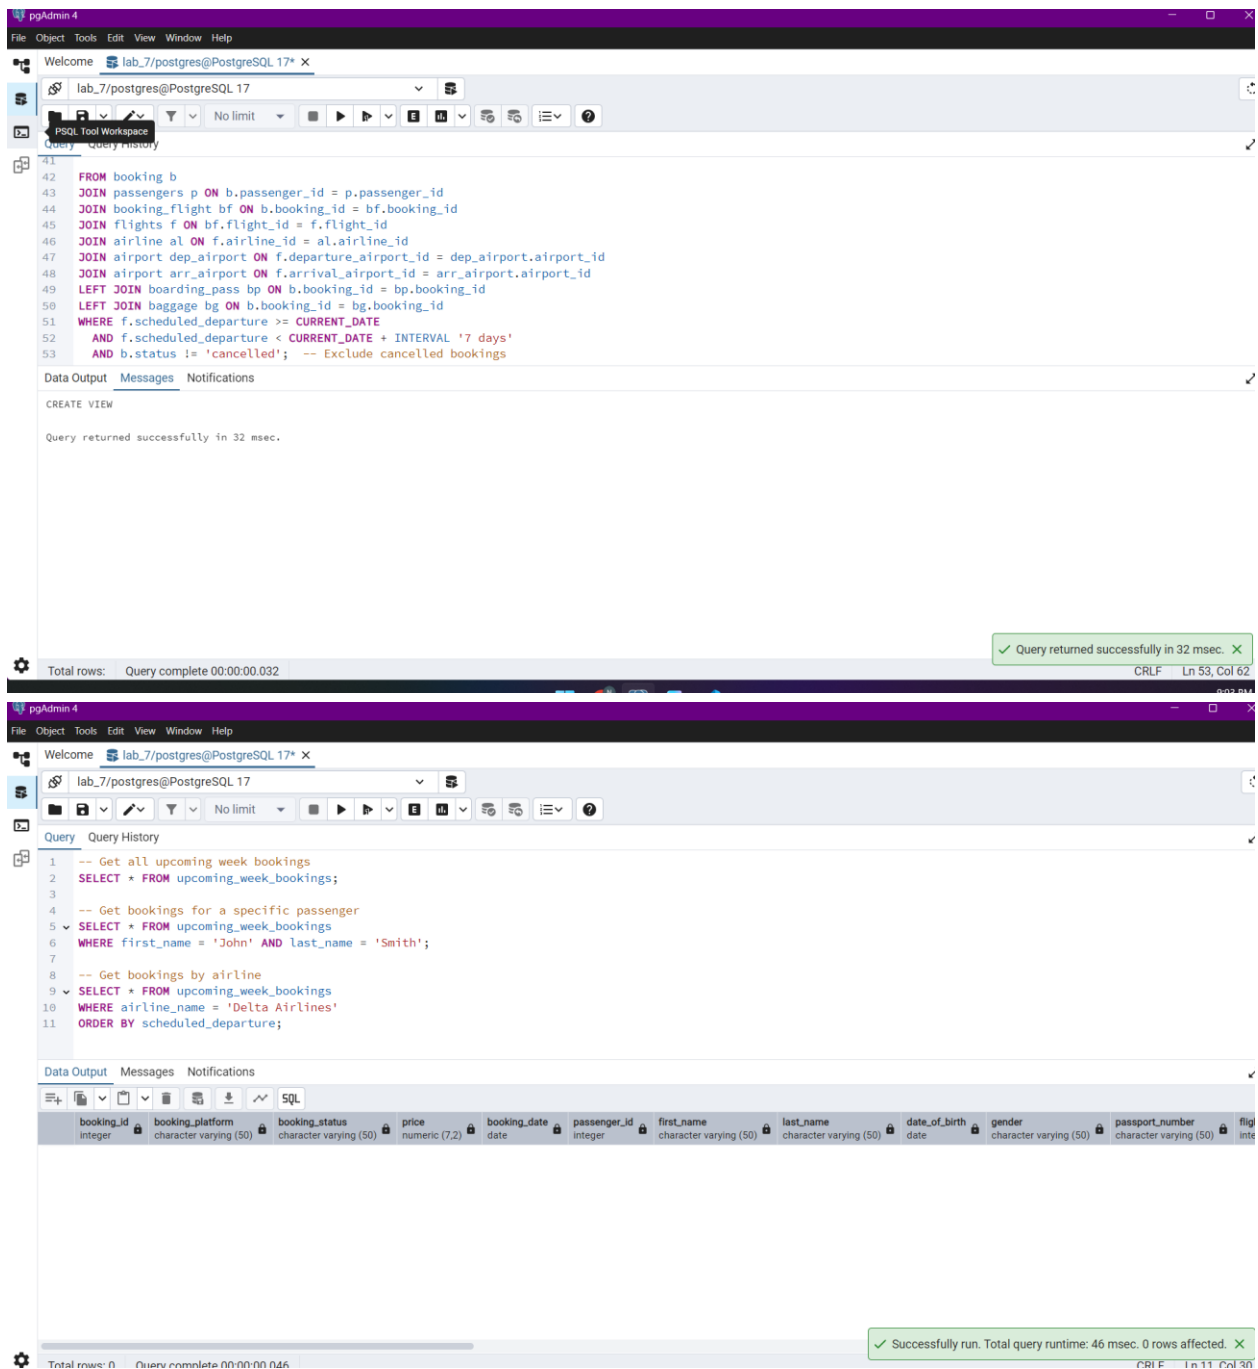 pgAdmin 4
File Object Tools Edit View Window Help
Welcome lab_7/postgres@PostgreSQL 17* X
lab_7/postgres@PostgreSQL 17
No limit
PSQL Tool Workspace
Query Query History
41
42 FROM booking b
43 JOIN passengers p ON b.passenger_id = p.passenger_id
44 JOIN booking_flight bf ON b.booking_id = bf.booking_id
45 JOIN flights f ON bf.flight_id = f.flight_id
46 JOIN airline al ON f.airline_id = al.airline_id
47 JOIN airport dep_airport ON f.departure_airport_id = dep_airport.airport_id
48 JOIN airport arr_airport ON f.arrival_airport_id = arr_airport.airport_id
49 LEFT JOIN boarding_pass bp ON b.booking_id = bp.booking_id
50 LEFT JOIN baggage bg ON b.booking_id = bg.booking_id
51 WHERE f.scheduled_departure >= CURRENT_DATE
52 AND f.scheduled_departure < CURRENT_DATE + INTERVAL '7 days'
53 AND b.status != 'cancelled'; -- Exclude cancelled bookings
Data Output Messages Notifications
CREATE VIEW
Query returned successfully in 32 msec.
Query returned successfully in 32 msec. X
Total rows: Query complete 00:00:00.032 CRLF Ln 53, Col 62
9:03 PM
pgAdmin 4
File Object Tools Edit View Window Help
Welcome lab_7/postgres@PostgreSQL 17* X
lab_7/postgres@PostgreSQL 17
No limit
Query Query History
1 -- Get all upcoming week bookings
2 SELECT * FROM upcoming_week_bookings;
3
4 -- Get bookings for a specific passenger
5 SELECT * FROM upcoming_week_bookings
6 WHERE first_name = 'John' AND last_name = 'Smith';
7
8 -- Get bookings by airline
9 SELECT * FROM upcoming_week_bookings
10 WHERE airline_name = 'Delta Airlines'
11 ORDER BY scheduled_departure;
Data Output Messages Notifications
SQL
booking_id booking_platform booking_status price booking_date passenger_id first_name last_name date_of_birth gender passport_number
integer character varying (50) character varying (50) numeric (7,2) date integer character varying (50) character varying (50) date character varying (50) character varying (50)
Successfully run. Total query runtime: 46 msec. 0 rows affected. X
Total rows: 0 Query complete 00:00:00.046 CRLF Ln 11, Col 30